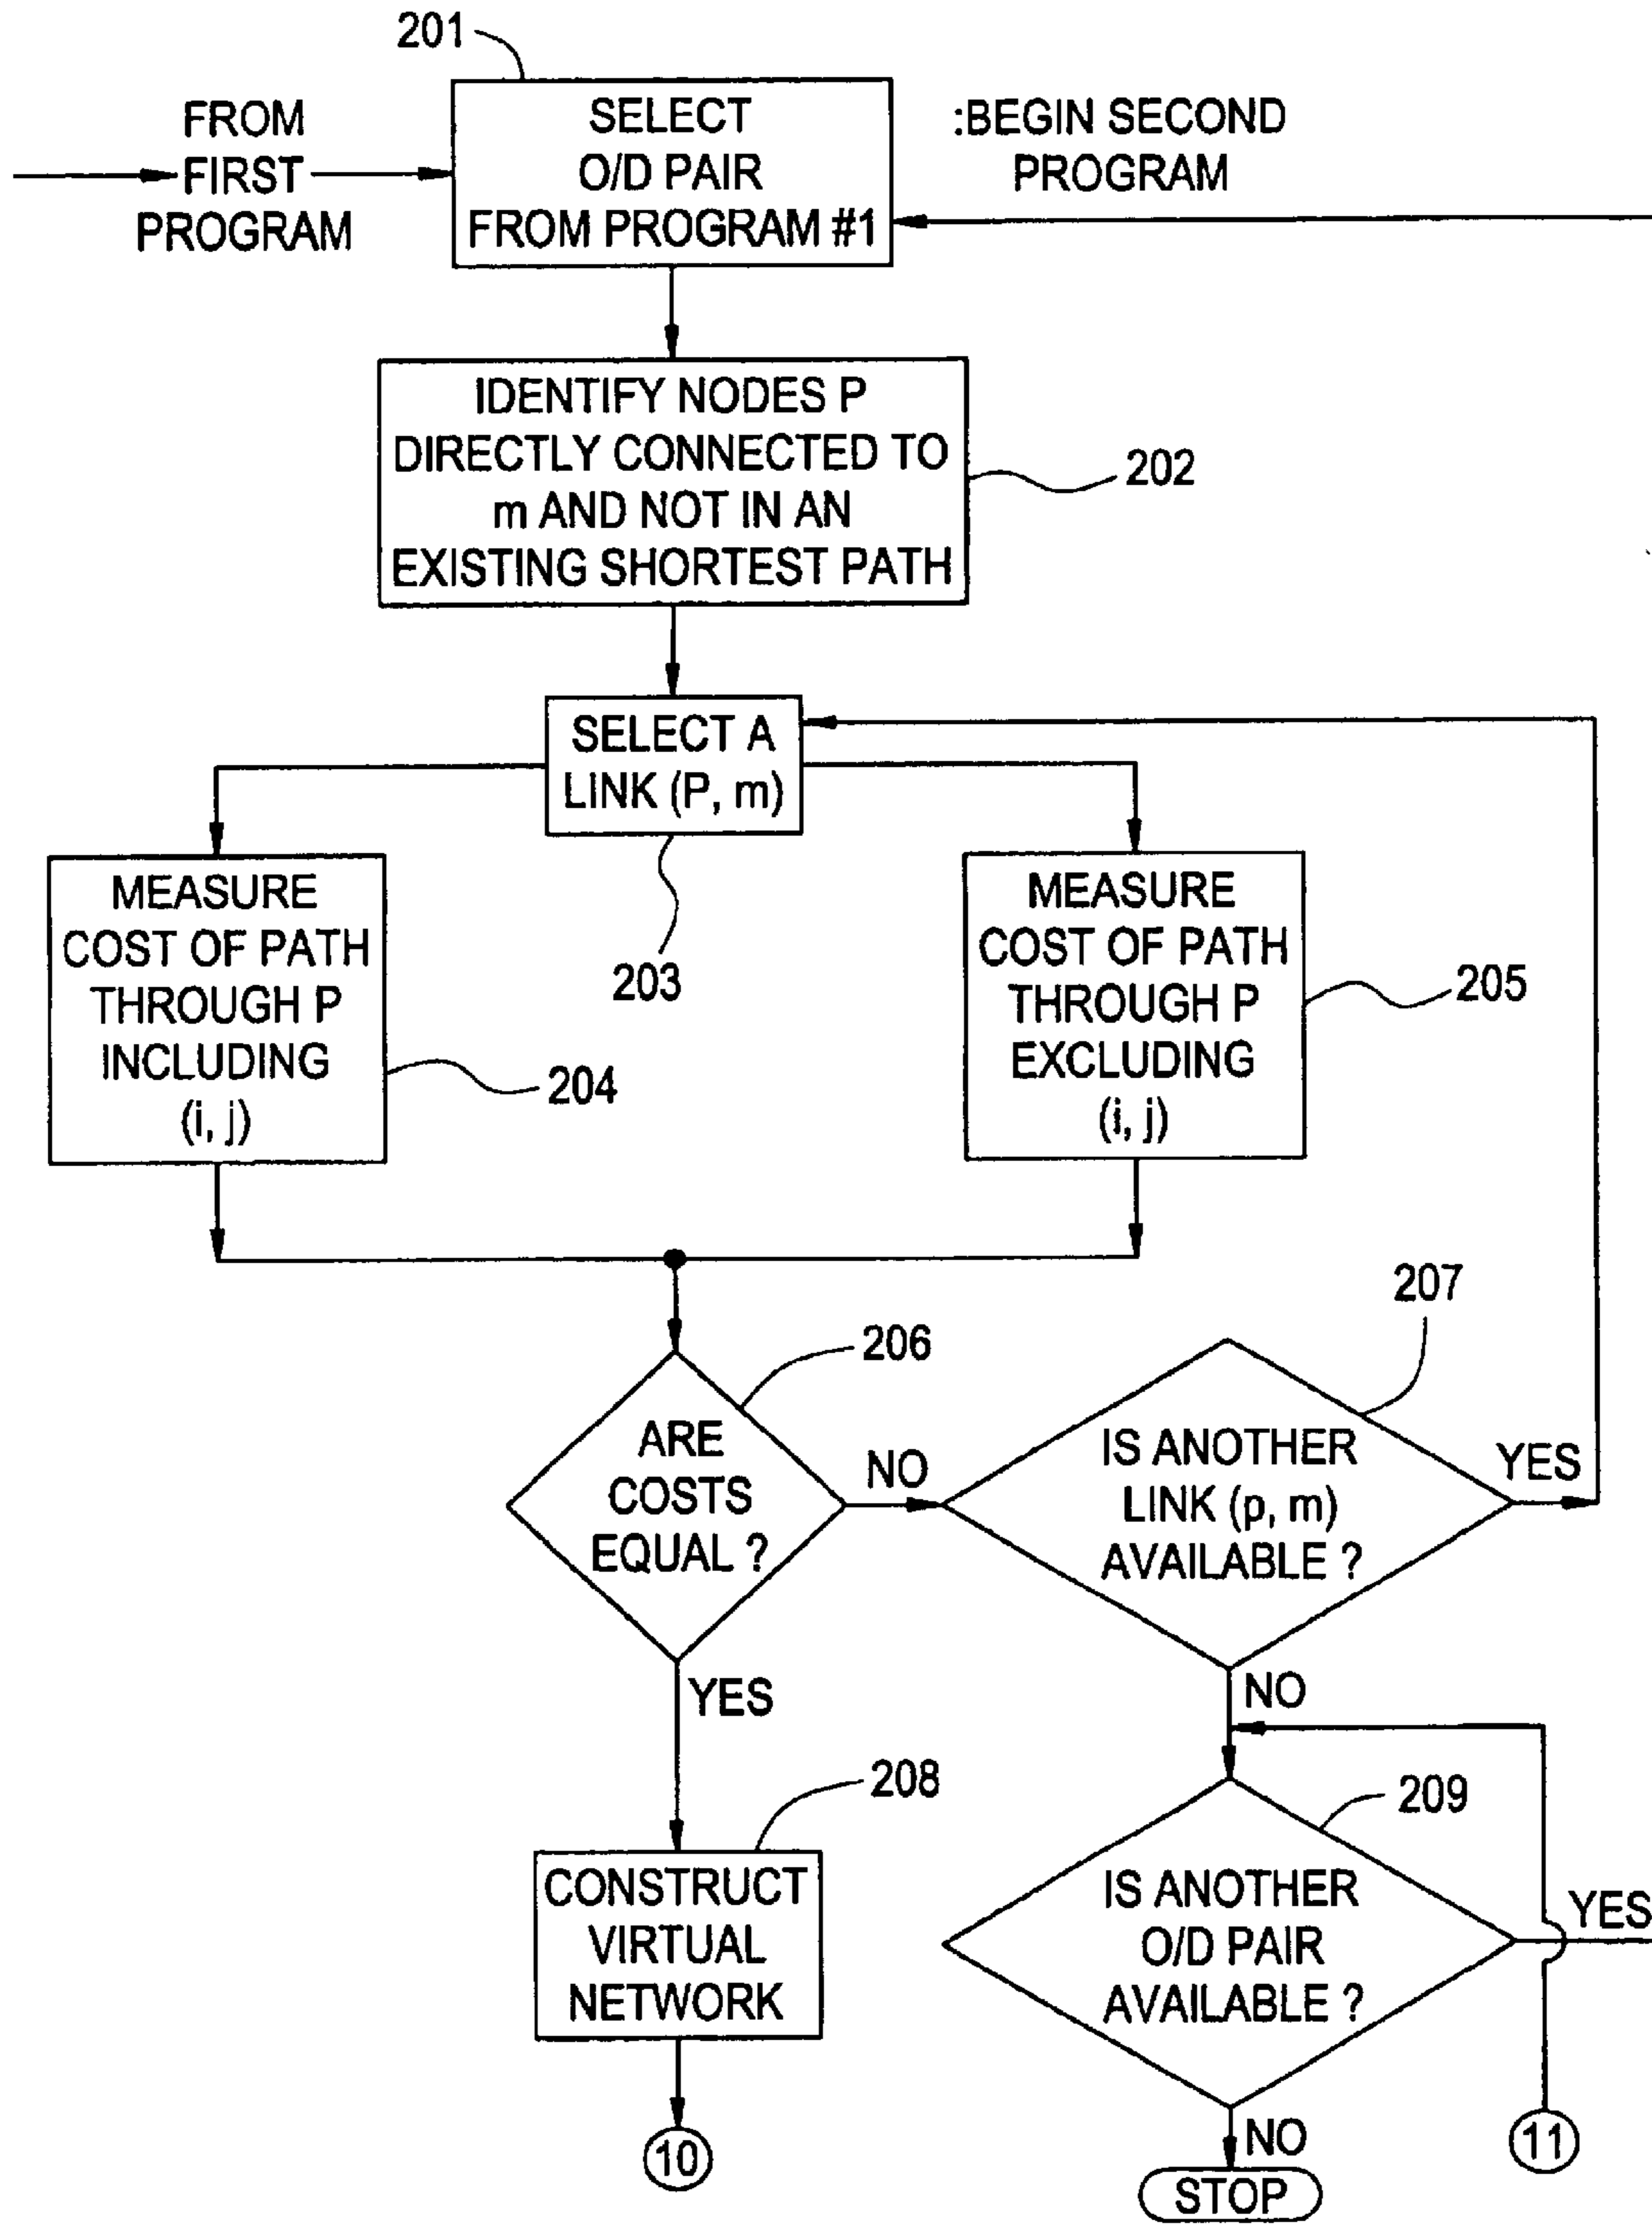 201
FROM
FIRST
PROGRAM
SELECT
O/D PAIR
FROM PROGRAM #1
:BEGIN SECOND
PROGRAM
IDENTIFY NODES P
DIRECTLY CONNECTED TO
m AND NOT IN AN
EXISTING SHORTEST PATH
202
SELECT A
LINK (P, m)
203
MEASURE
COST OF PATH
THROUGH P
INCLUDING
(i, j)
204
MEASURE
COST OF PATH
THROUGH P
EXCLUDING
(i, j)
205
206
ARE
COSTS
EQUAL ?
NO
YES
207
IS ANOTHER
LINK (p, m)
AVAILABLE ?
YES
NO
208
CONSTRUCT
VIRTUAL
NETWORK
10
209
IS ANOTHER
O/D PAIR
AVAILABLE ?
YES
NO
STOP
11